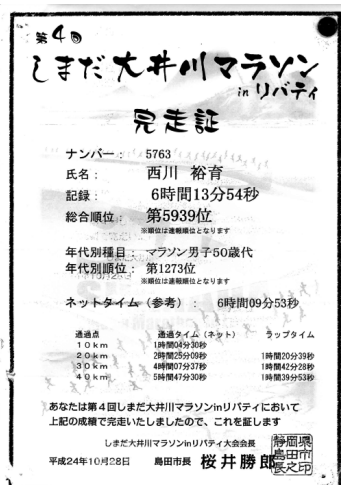 第4回
しまだ大井川マラソン
inリバティ
完走証
ナンバー： 5763
氏名： 西川 裕育
記録： 6時間13分54秒
総合順位： 第5939位
※順位は速報順位となります
年代別種目： マラソン男子50歳代
年代別順位： 第1273位
※順位は速報順位となります
ネットタイム（参考）： 6時間09分53秒
通過点 通過タイム（ネット） ラップタイム
10km 1時間04分30秒
20km 2時間25分09秒 1時間20分39秒
30km 4時間07分37秒 1時間42分28秒
40km 5時間47分30秒 1時間39分53秒
あなたは第4回しまだ大井川マラソンinリバティにおいて
上記の成績で完走いたしましたので、これを証します
しまだ大井川マラソンinリバティ大会会長
平成24年10月28日 島田市長 桜井勝郎
静岡県島田市長之印